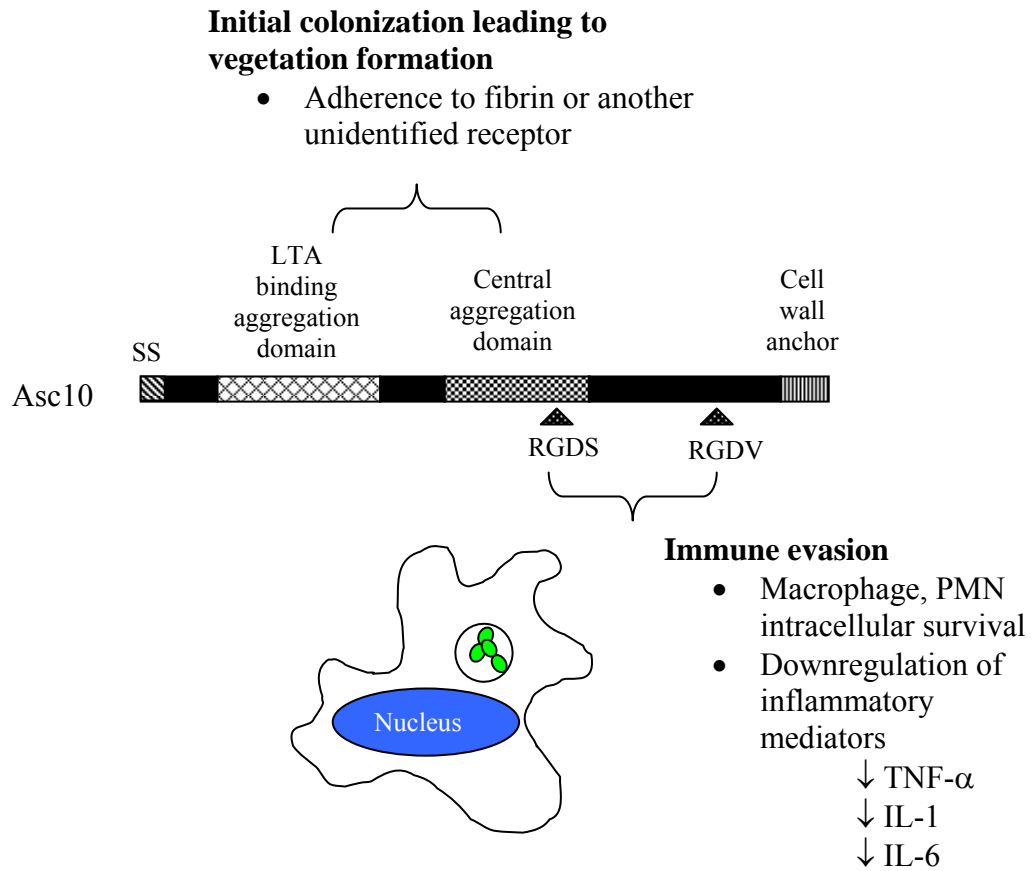 Initial colonization leading to
vegetation formation
• Adherence to fibrin or another
unidentified receptor
LTA
binding
aggregation
domain
Central
aggregation
domain
Cell
wall
anchor
SS
Asc10
RGDS
RGDV
Immune evasion
• Macrophage, PMN
intracellular survival
• Downregulation of
inflammatory
mediators
↓ TNF-α
↓ IL-1
↓ IL-6
Nucleus